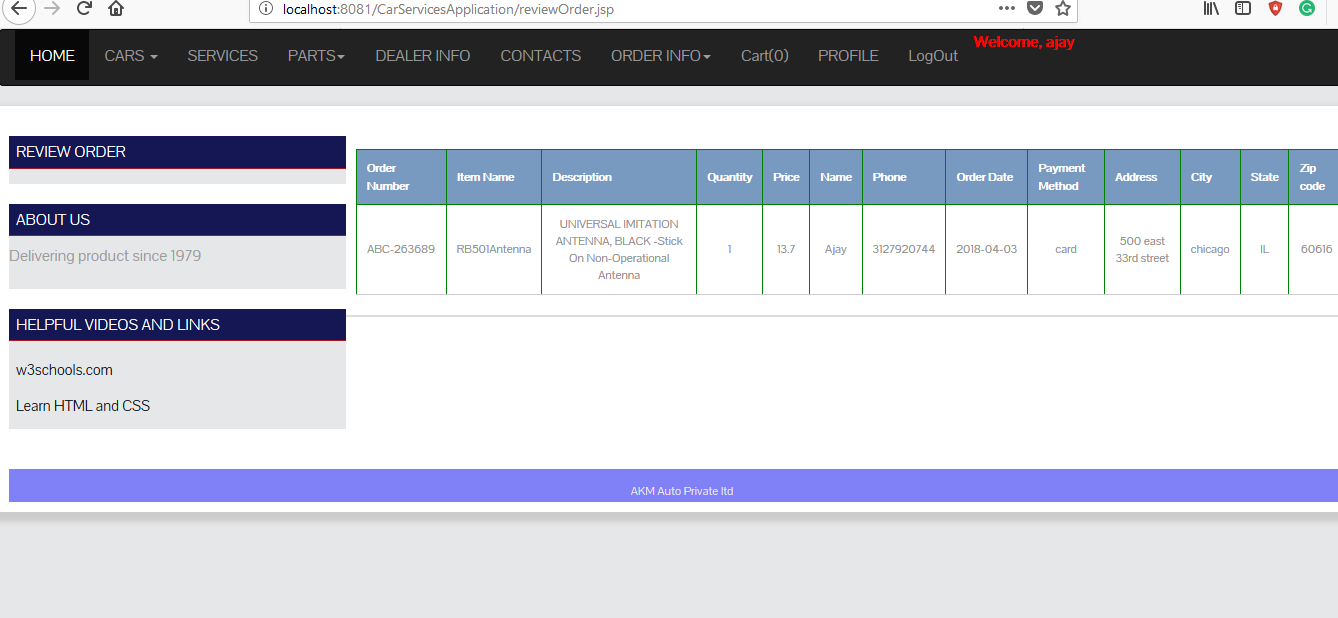 localhost:8081/CarServicesApplication/reviewOrder.jsp
HOME CARS SERVICES PARTS DEALER INFO CONTACTS ORDER INFO Cart(0) PROFILE LogOut Welcome, ajay
REVIEW ORDER
ABOUT US
Delivering product since 1979
HELPFUL VIDEOS AND LINKS
w3schools.com
Learn HTML and CSS
Order Number Item Name Description Quantity Price Name Phone Order Date Payment Method Address City State Zip code
ABC-263689 RB501Antenna UNIVERSAL IMITATION ANTENNA, BLACK -Stick On Non-Operational Antenna 1 13.7 Ajay 3127920744 2018-04-03 card 500 east 33rd street chicago IL 60616
AKM Auto Private ltd